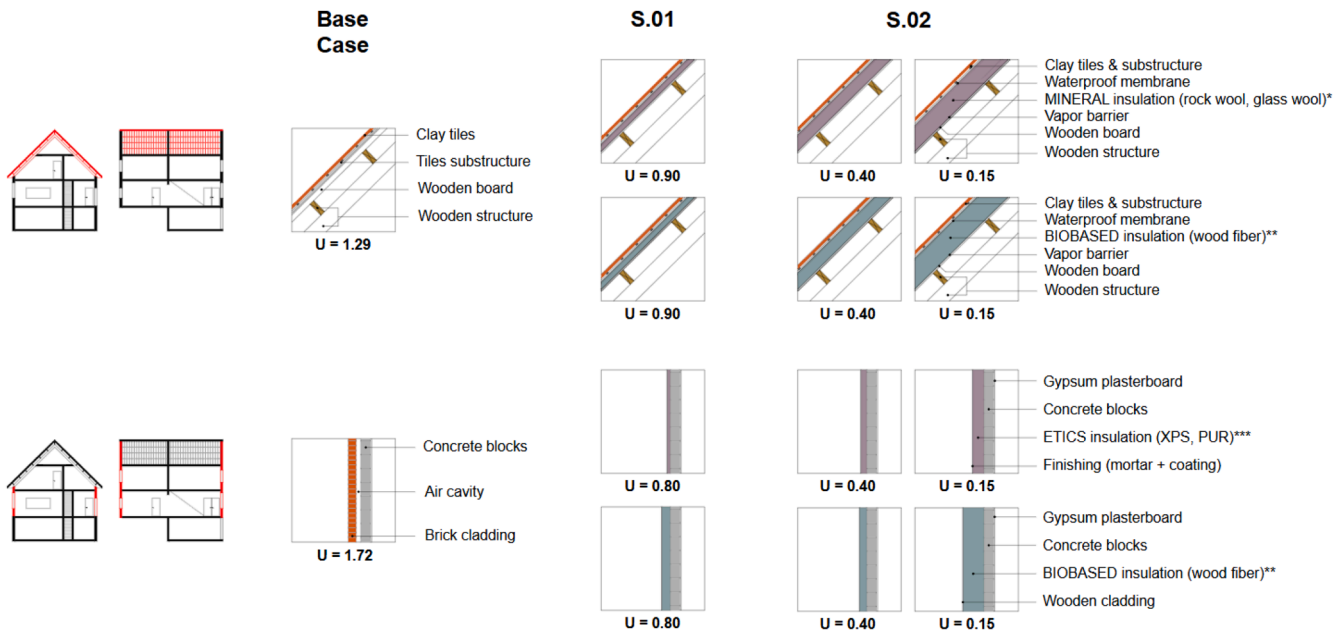 Base
Case
S.01
S.02
Clay tiles
Tiles substructure
Wooden board
Wooden structure
U = 1.29
U = 0.90
U = 0.40
U = 0.15
Clay tiles & substructure
Waterproof membrane
MINERAL insulation (rock wool, glass wool)*
Vapor barrier
Wooden board
Wooden structure
U = 0.90
U = 0.40
U = 0.15
Clay tiles & substructure
Waterproof membrane
BIOBASED insulation (wood fiber)**
Vapor barrier
Wooden board
Wooden structure
Concrete blocks
Air cavity
Brick cladding
U = 1.72
U = 0.80
U = 0.40
U = 0.15
Gypsum plasterboard
Concrete blocks
ETICS insulation (XPS, PUR)***
Finishing (mortar + coating)
U = 0.80
U = 0.40
U = 0.15
Gypsum plasterboard
Concrete blocks
BIOBASED insulation (wood fiber)**
Wooden cladding